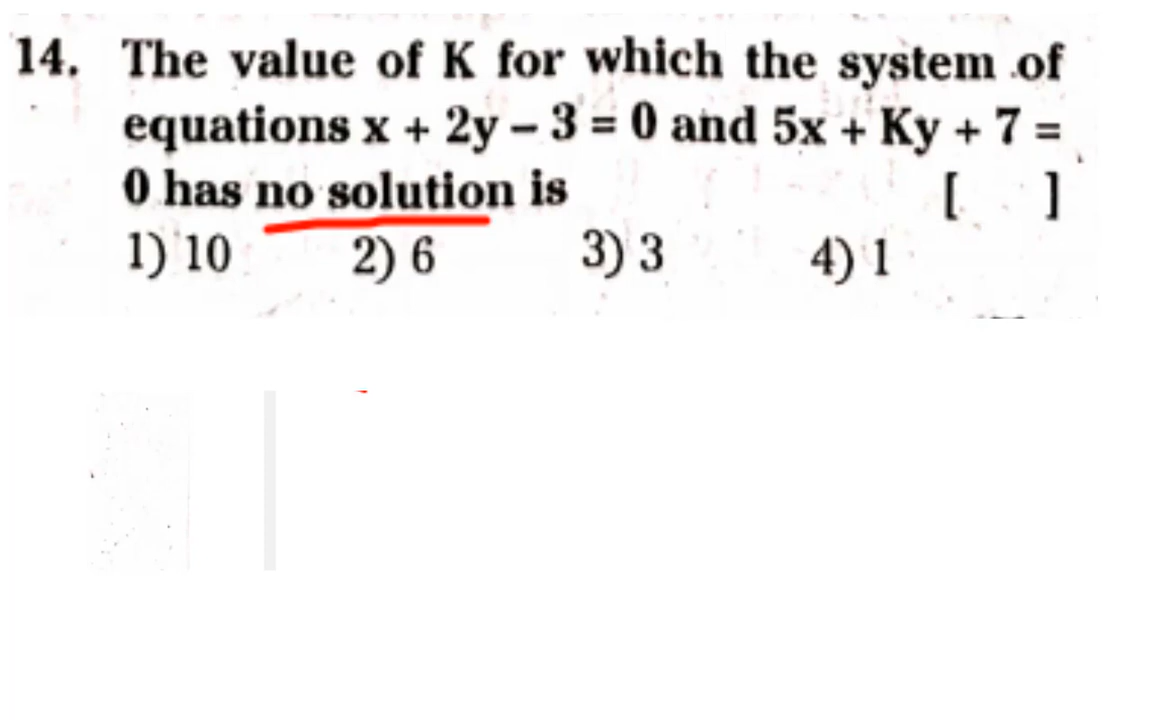 14. The value of K for which the system of
equations x + 2y – 3 = 0 and 5x + Ky + 7 =
0 has no solution is [ ]
1) 10 2) 6 3) 3 4) 1